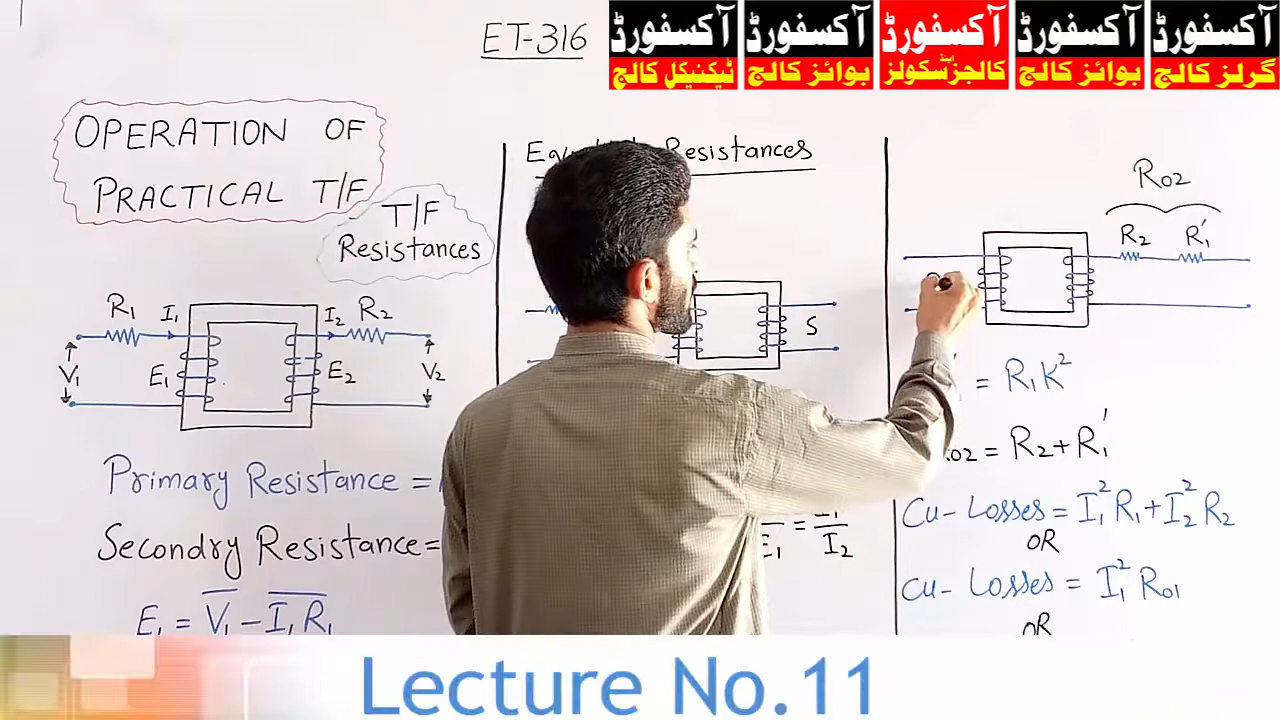 ET-316
آکسفورڈ
ٹیکنیکل کالج
آکسفورڈ
بوائز کالج
آکسفورڈ
اینڈ
کالجز سکولز
آکسفورڈ
بوائز کالج
آکسفورڈ
گرلز کالج
OPERATION OF
PRACTICAL T/F
T/F
Resistances
R₁ I₁ I₂ R₂
V₁ E₁ E₂ V₂
Primary Resistance =
Secondry Resistance=
E₁ = V₁ - I₁R₁
Resistances
S
I₂
R₀₂
R₂ R₁'
= R₁K²
R₀₂ = R₂+R₁'
Cu- Losses = I₁²R₁+I₂²R₂
OR
Cu- Losses = I₁²R₀₁
OR
Lecture No.11